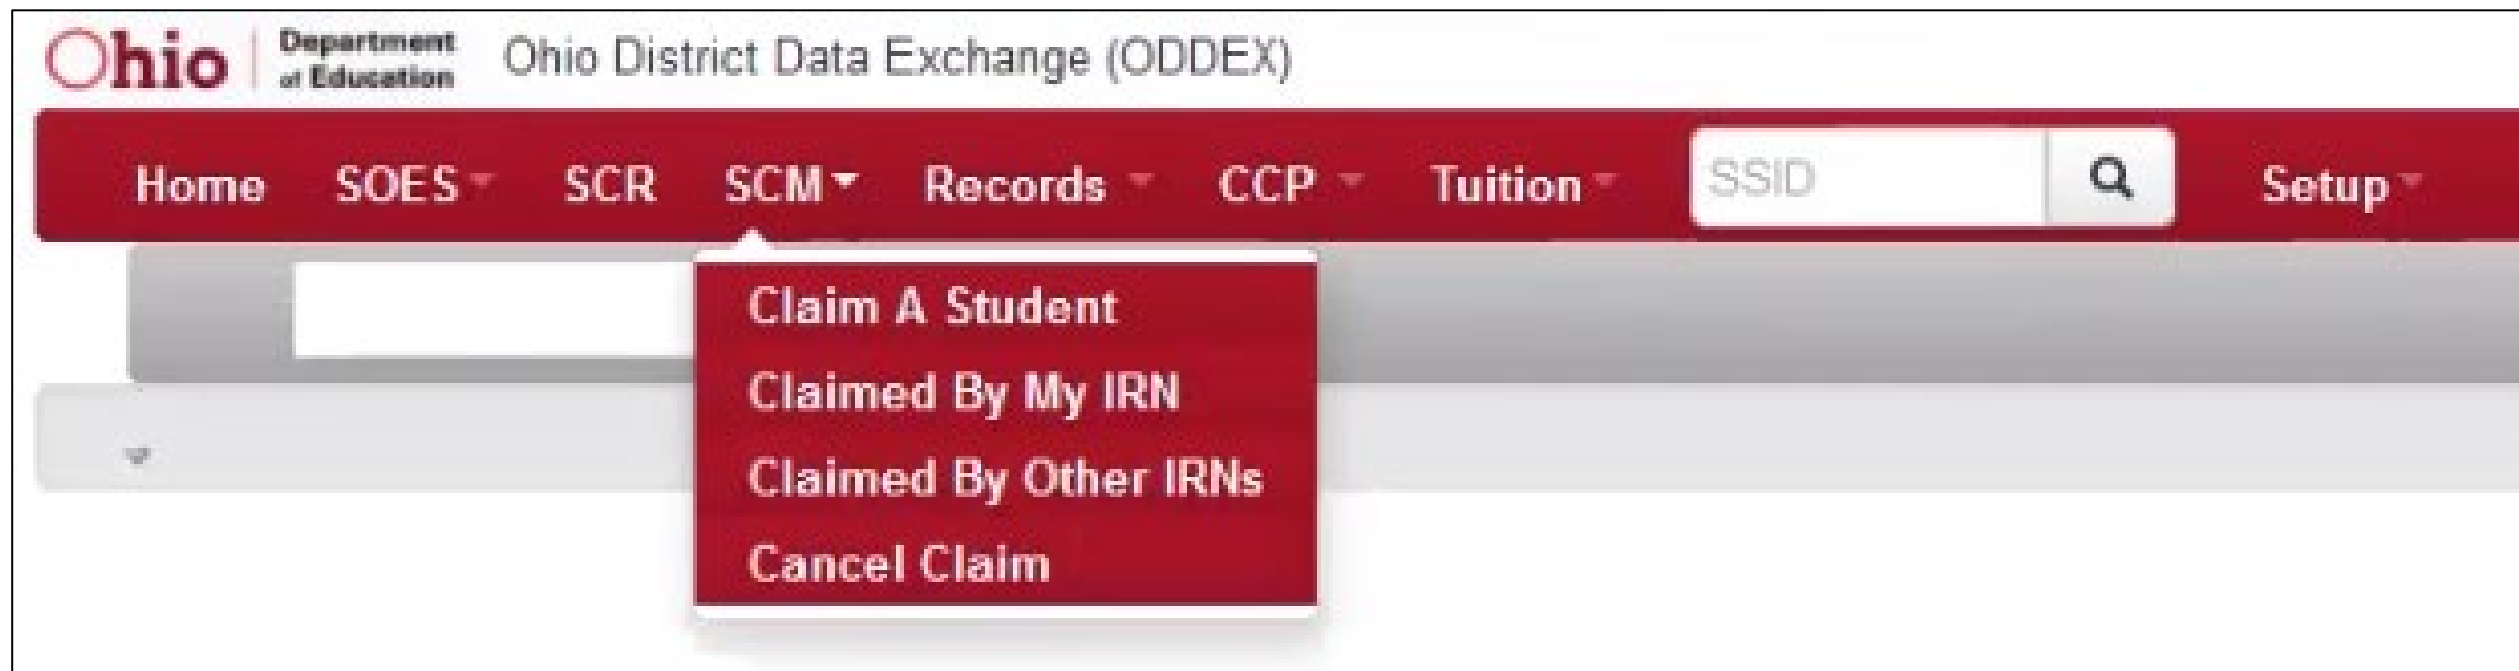 Ohio Department of Education Ohio District Data Exchange (ODDEX)
Home SOES SCR SCM Records CCP Tuition SSID Setup
Claim A Student
Claimed By My IRN
Claimed By Other IRNs
Cancel Claim